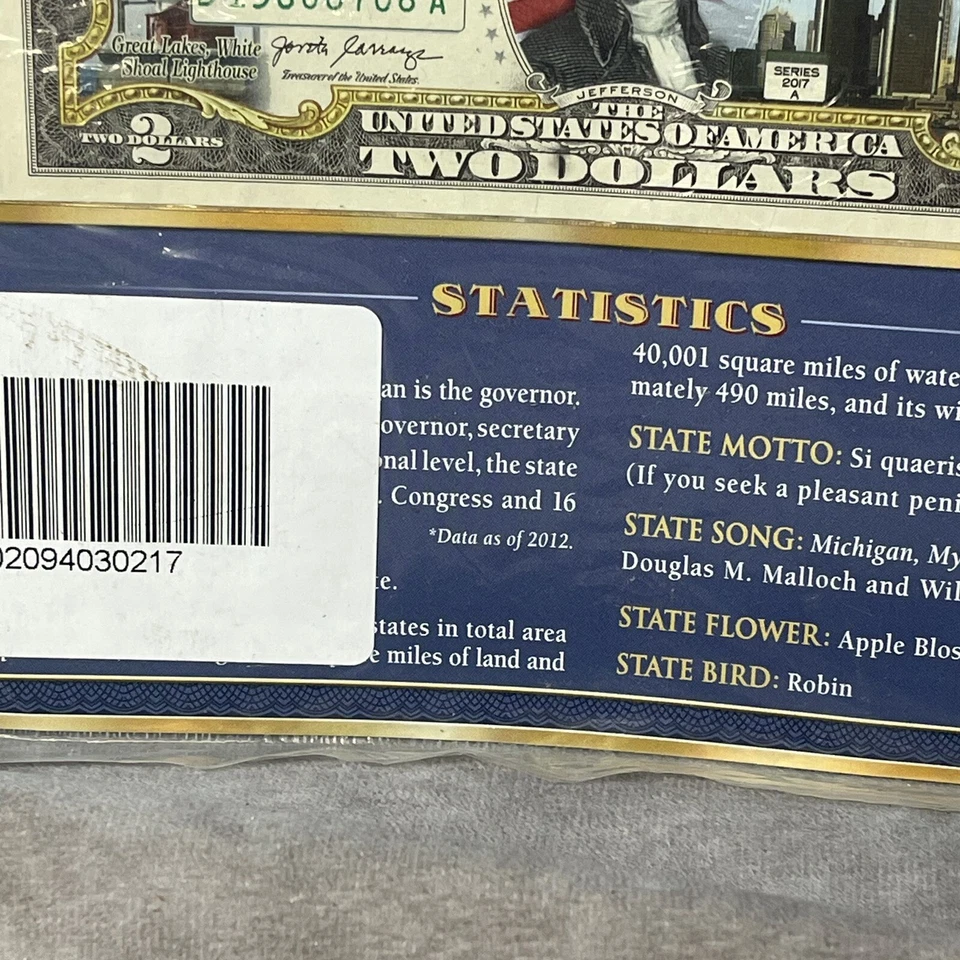 Great Lakes, White
Shoal Lighthouse
Treasurer of the United States.
JEFFERSON
SERIES
2017
A
TWO DOLLARS
2
THE
UNITED STATES OF AMERICA
TWO DOLLARS
STATISTICS
an is the governor.
overnor, secretary
onal level, the state
. Congress and 16
*Data as of 2012.
te.
states in total area
e miles of land and
02094030217
40,001 square miles of wate
mately 490 miles, and its wi
STATE MOTTO: Si quaeris
(If you seek a pleasant peni
STATE SONG: Michigan, My
Douglas M. Malloch and Wil
STATE FLOWER: Apple Blos
STATE BIRD: Robin